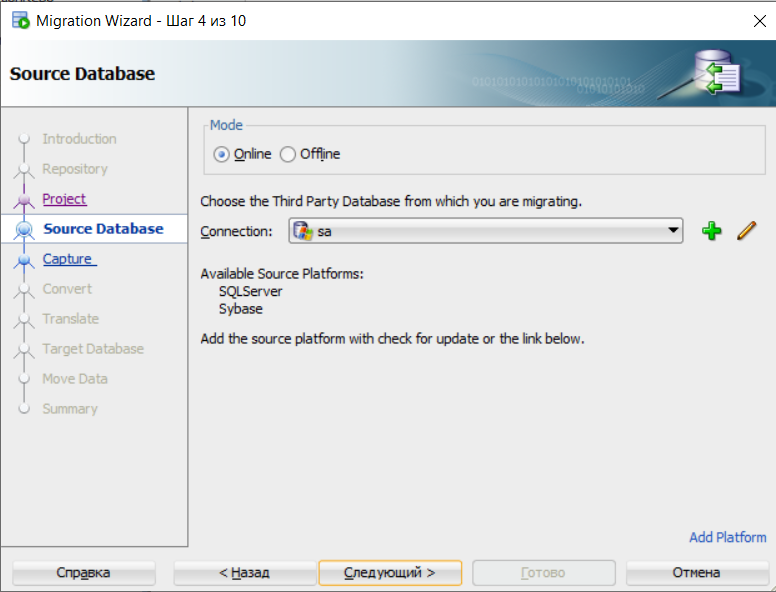 Migration Wizard - Шаг 4 из 10
Source Database
Introduction
Repository
Project
Source Database
Capture
Convert
Translate
Target Database
Move Data
Summary
Mode
Online Offline
Choose the Third Party Database from which you are migrating.
Connection: sa
Available Source Platforms:
SQLServer
Sybase
Add the source platform with check for update or the link below.
Add Platform
Справка < Назад Следующий > Готово Отмена